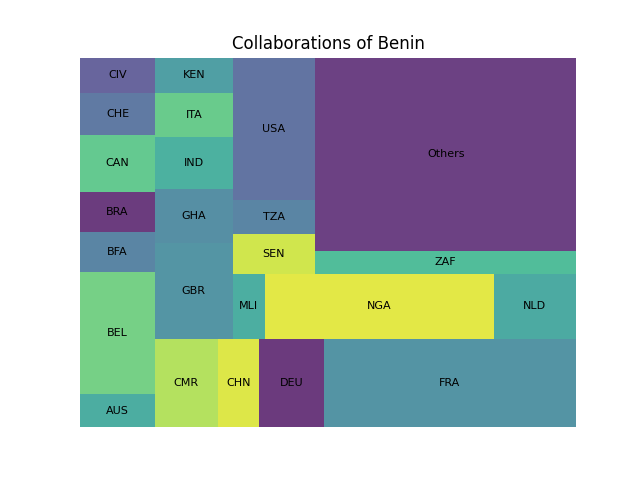 Collaborations of Benin
CIV
KEN
USA
Others
CHE
ITA
CAN
IND
BRA
GHA
TZA
BFA
SEN
ZAF
GBR
MLI
NGA
NLD
BEL
CMR
CHN
DEU
FRA
AUS